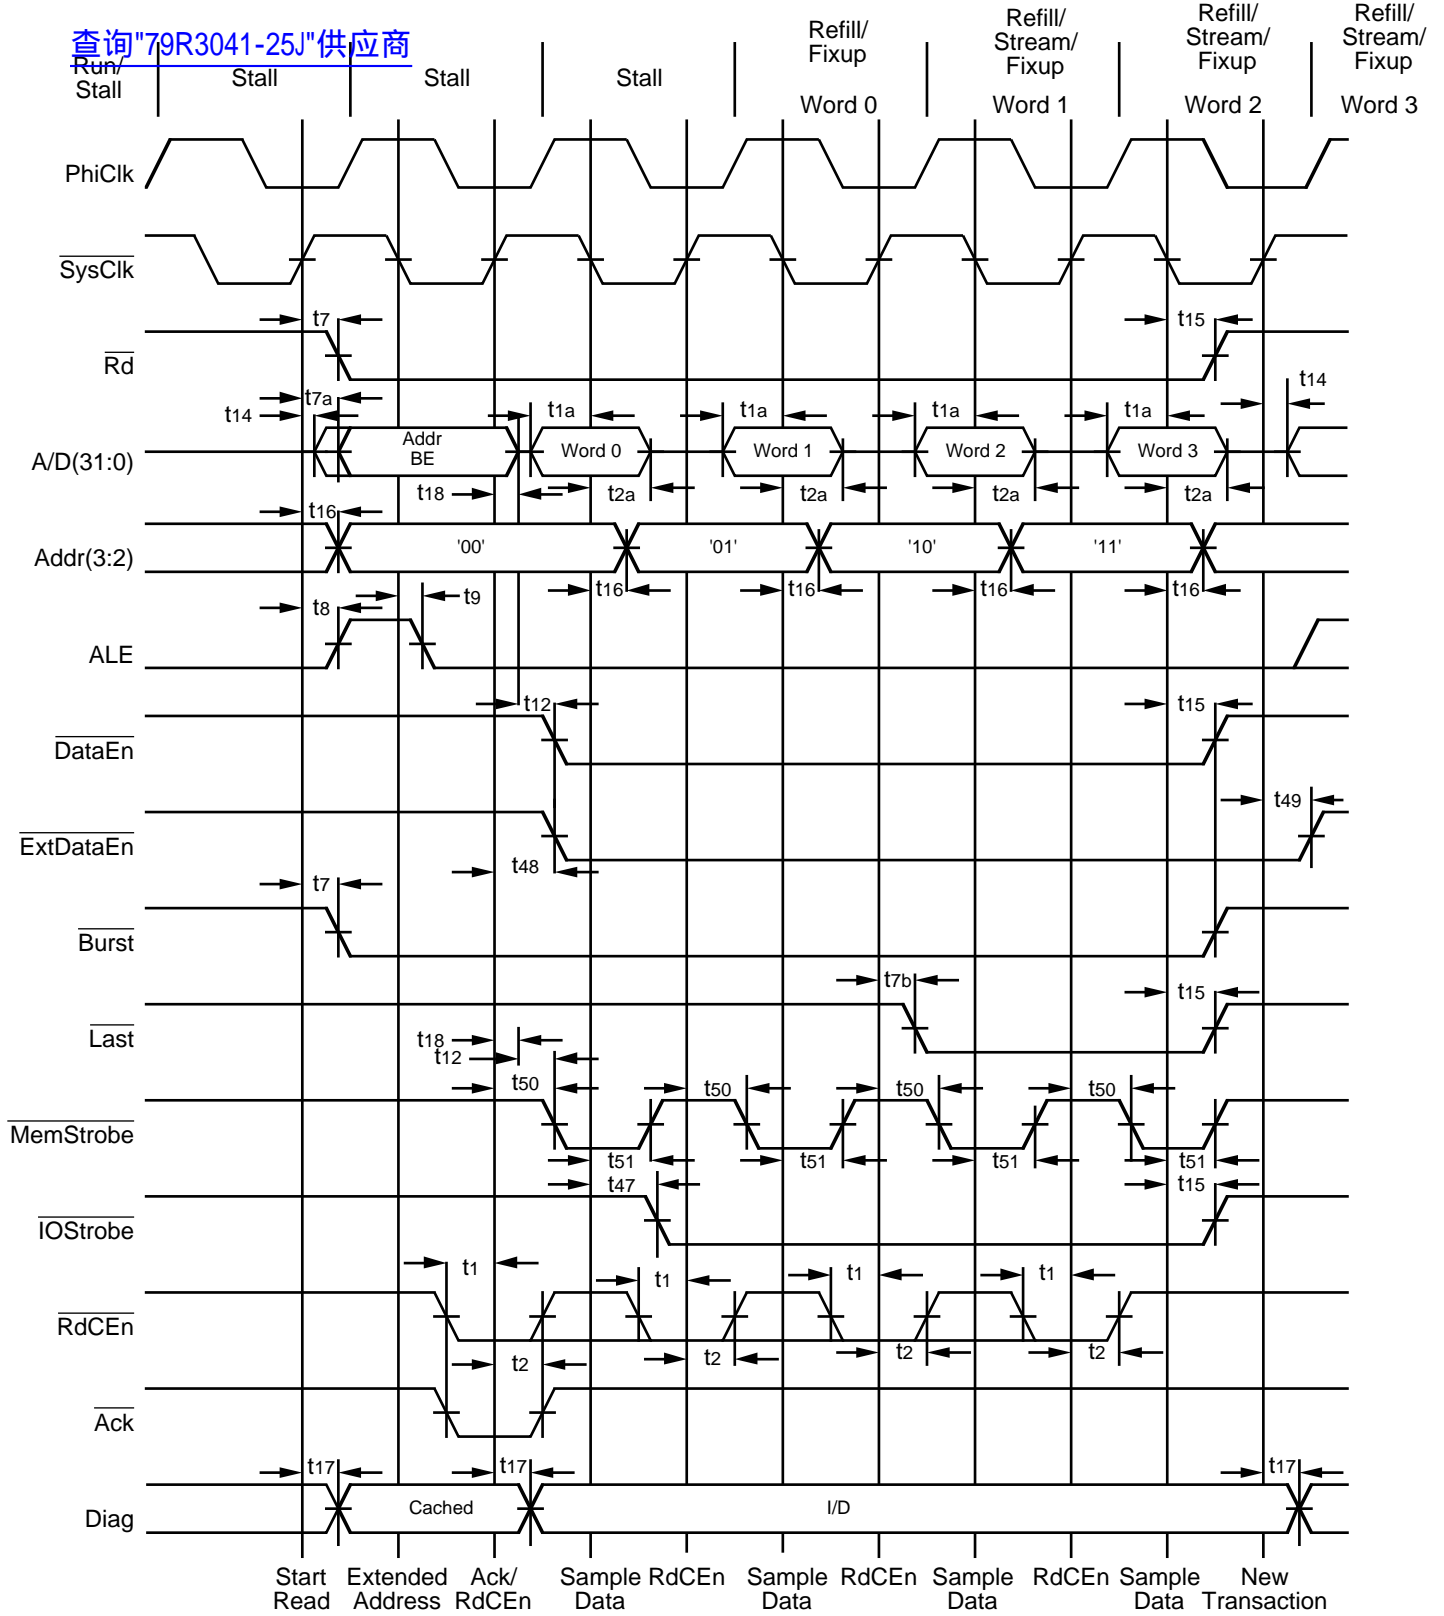 查询"79R3041-25J"供应商
Run/
Stall
Stall
Stall
Stall
Refill/
Fixup
Word 0
Refill/
Stream/
Fixup
Word 1
Refill/
Stream/
Fixup
Word 2
Refill/
Stream/
Fixup
Word 3
PhiClk
SysClk
t7
t15
Rd
t7a
t14
t1a
t1a
t1a
t1a
t14
A/D(31:0)
Addr
BE
Word 0
Word 1
Word 2
Word 3
t18
t2a
t2a
t2a
t2a
t16
Addr(3:2)
'00'
'01'
'10'
'11'
t16
t16
t16
t16
t8
t9
ALE
t12
t15
DataEn
t49
ExtDataEn
t48
t7
Burst
t7b
t15
Last
t18
t12
t50
t50
t50
t50
MemStrobe
t51
t51
t51
t51
t47
t15
IOStrobe
t1
t1
t1
t1
RdCEn
t2
t2
t2
t2
Ack
t17
t17
t17
Diag
Cached
I/D
Start
Read
Extended
Address
Ack/
RdCEn
Sample
Data
RdCEn
Sample
Data
RdCEn
Sample
Data
RdCEn
Sample
Data
New
Transaction